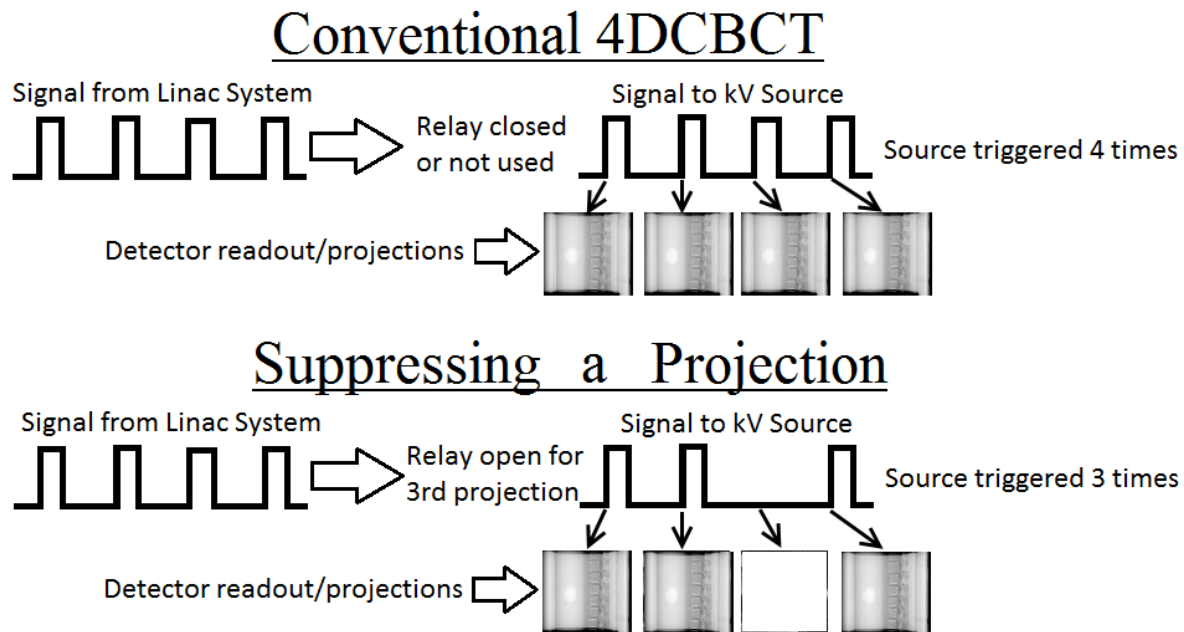 Conventional 4DCBCT
Signal from Linac System
Relay closed
or not used
Signal to kV Source
Source triggered 4 times
Detector readout/projections
Suppressing a Projection
Signal from Linac System
Relay open for
3rd projection
Signal to kV Source
Source triggered 3 times
Detector readout/projections